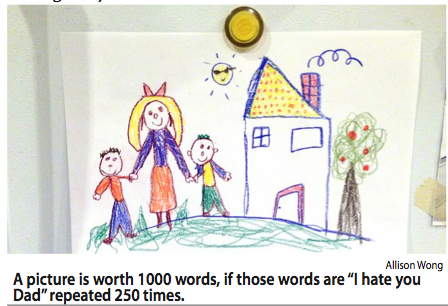 Allison Wong
A picture is worth 1000 words, if those words are “I hate you
Dad” repeated 250 times.